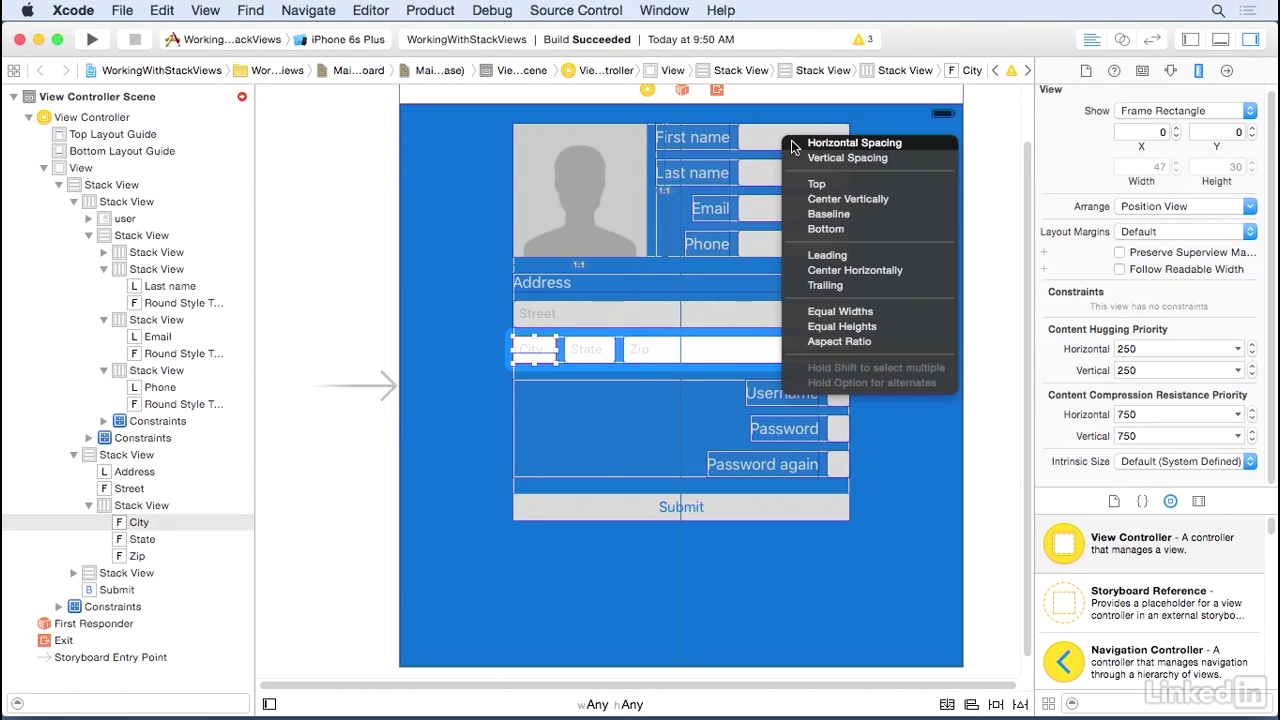 Xcode File Edit View Find Navigate Editor Product Debug Source Control Window Help
Working...ackViews iPhone 6s Plus WorkingWithStackViews Build Succeeded Today at 9:50 AM 3
WorkingWithStackViews Wor...iews Mai...oard Mai...ase) Vie...cene Vie...troller View Stack View Stack View Stack View F City
View Controller Scene
View Controller
Top Layout Guide
Bottom Layout Guide
View
Stack View
Stack View
user
Stack View
Stack View
Stack View
L Last name
Round Style T...
Stack View
L Email
Round Style T...
Stack View
L Phone
Round Style T...
Constraints
Constraints
Stack View
L Address
F Street
Stack View
F City
F State
F Zip
Stack View
B Submit
Constraints
First Responder
Exit
Storyboard Entry Point
First name
Last name
1:1
Email
Phone
1:1
Address
Street
City State Zip
Username
Password
Password again
Submit
Horizontal Spacing
Vertical Spacing
Top
Center Vertically
Baseline
Bottom
Leading
Center Horizontally
Trailing
Equal Widths
Equal Heights
Aspect Ratio
Hold Shift to select multiple
Hold Option for alternates
wAny hAny
View
Show Frame Rectangle
0 0
X Y
47 30
Width Height
Arrange Position View
Layout Margins Default
Preserve Superview Ma...
Follow Readable Width
Constraints
This view has no constraints
Content Hugging Priority
Horizontal 250
Vertical 250
Content Compression Resistance Priority
Horizontal 750
Vertical 750
Intrinsic Size Default (System Defined)
View Controller - A controller
that manages a view.
Storyboard Reference -
Provides a placeholder for a view
controller in an external storybo...
Navigation Controller - A
controller that manages navigation
through a hierarchy of views.
Linked in